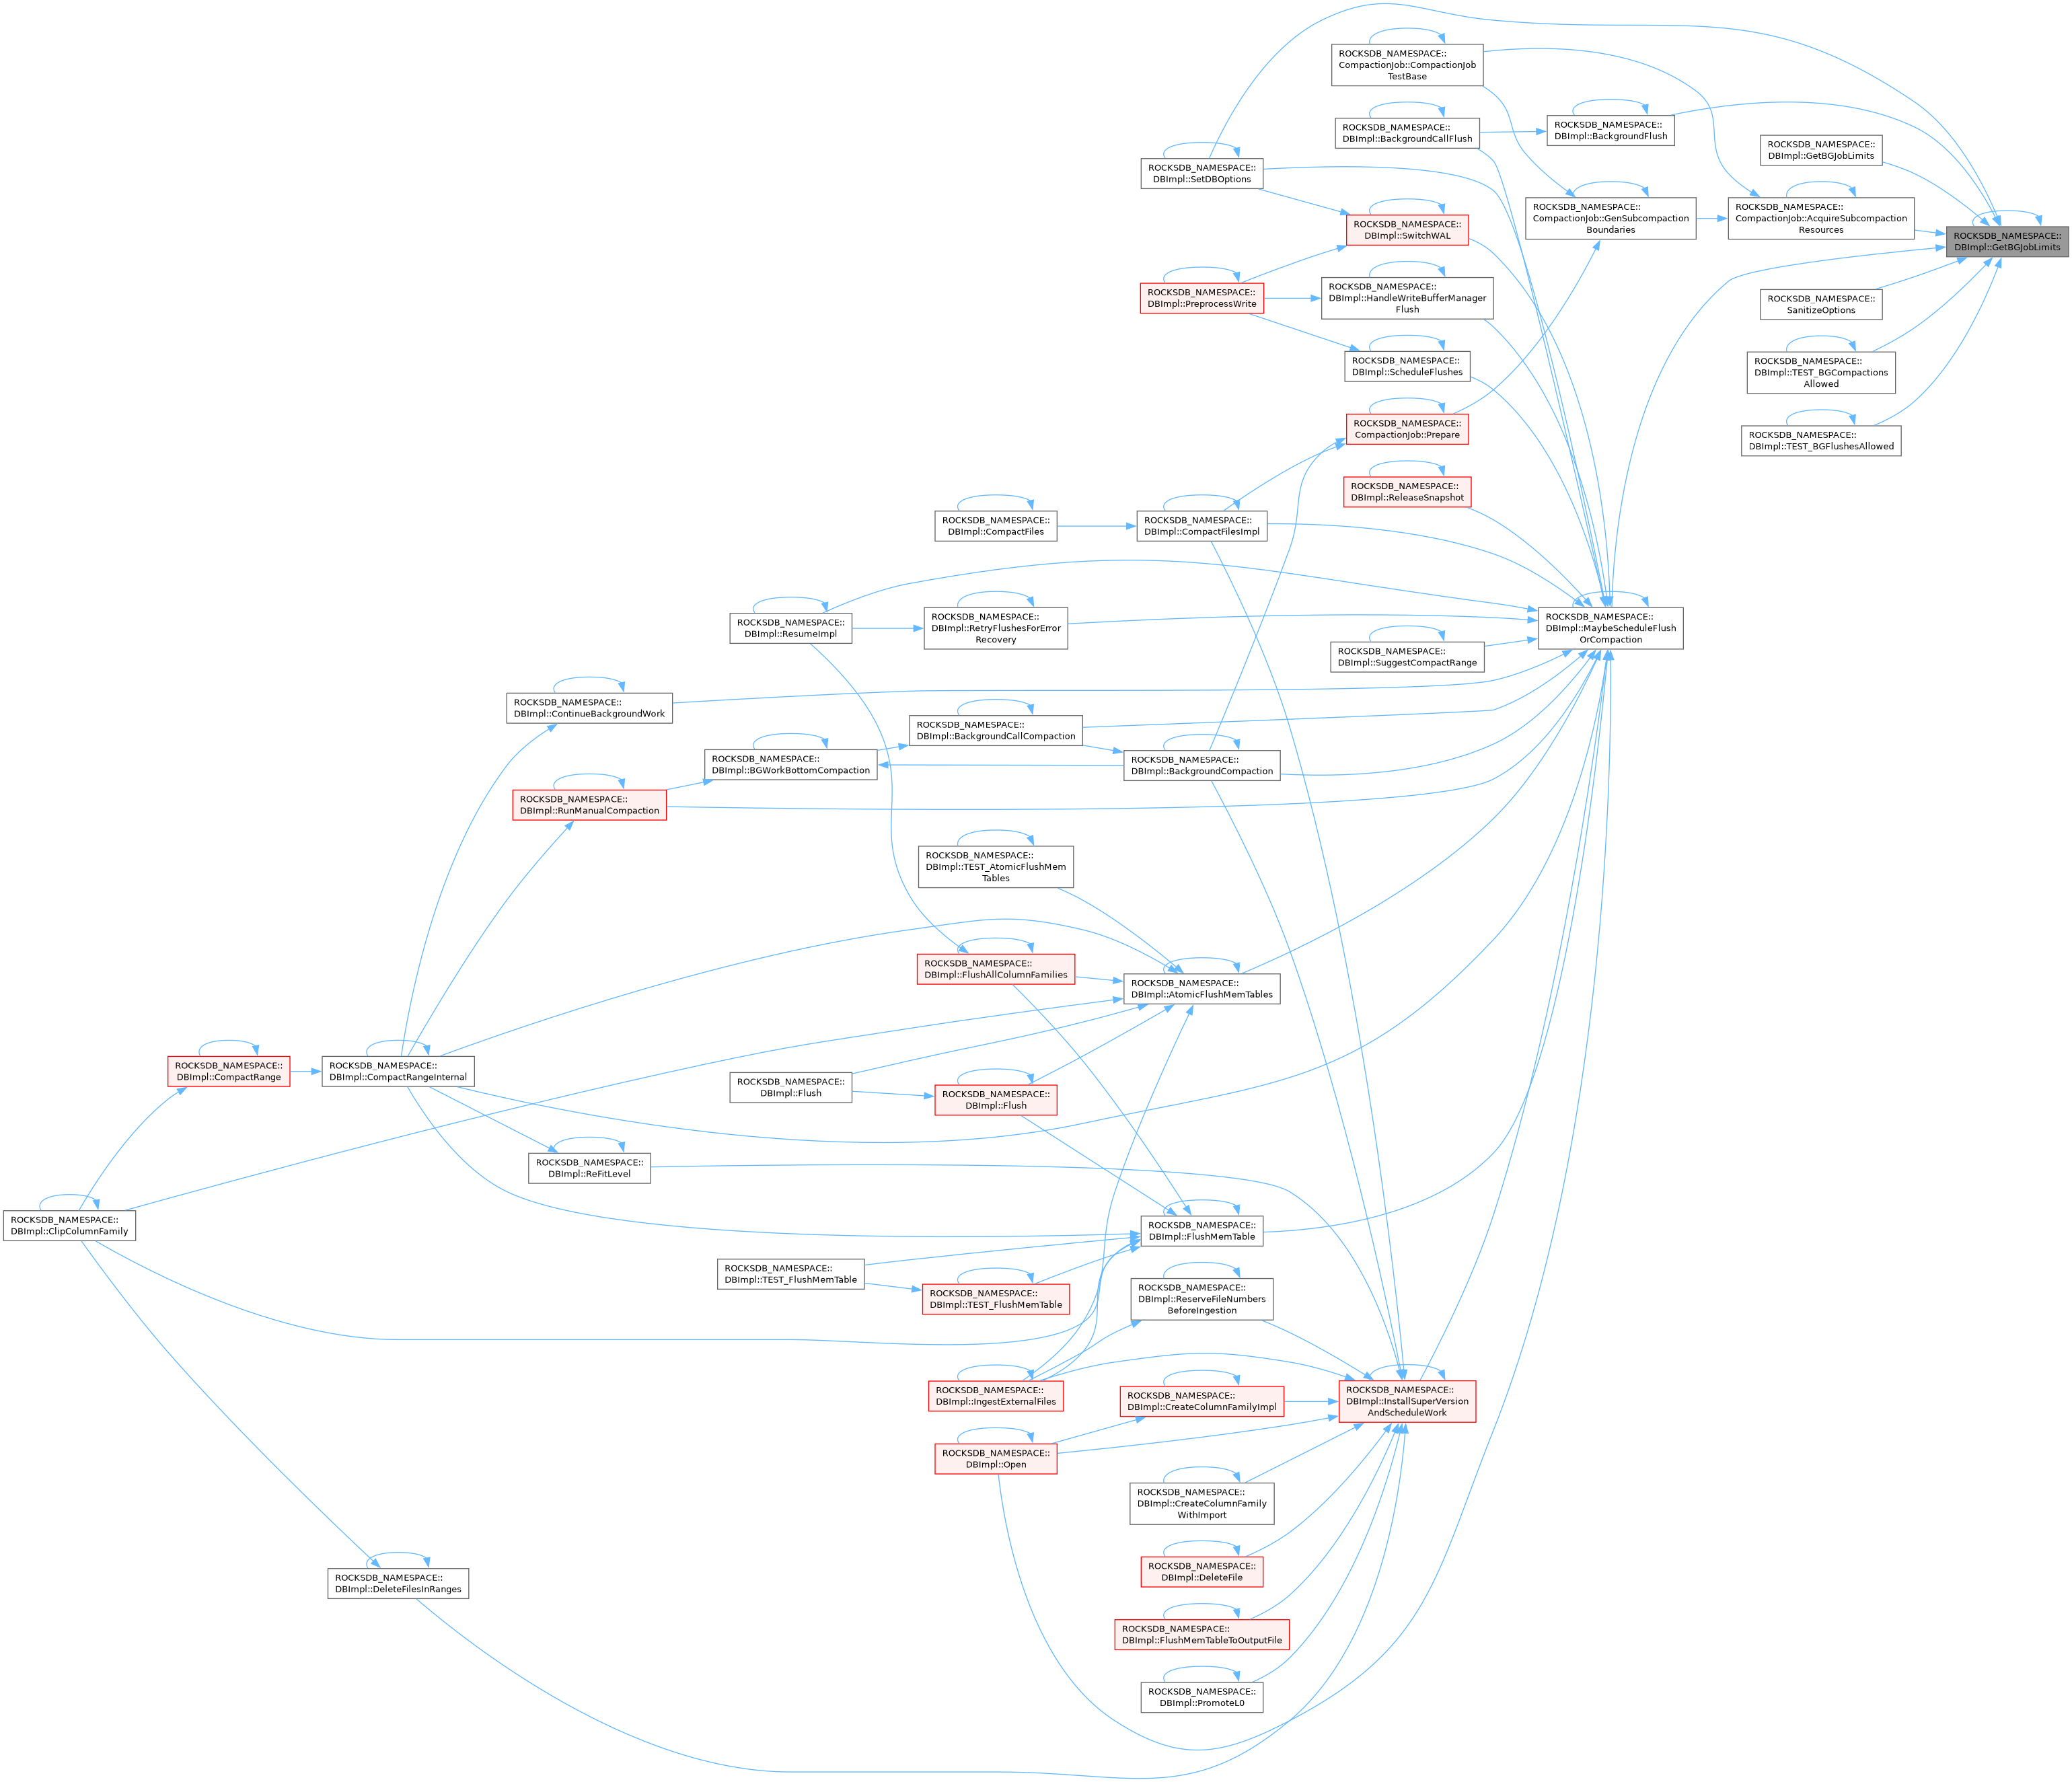 ROCKSDB_NAMESPACE::
CompactionJob::CompactionJob
TestBase
ROCKSDB_NAMESPACE::
DBImpl::BackgroundCallFlush
ROCKSDB_NAMESPACE::
DBImpl::BackgroundFlush
ROCKSDB_NAMESPACE::
DBImpl::GetBGJobLimits
ROCKSDB_NAMESPACE::
DBImpl::SetDBOptions
ROCKSDB_NAMESPACE::
CompactionJob::GenSubcompaction
Boundaries
ROCKSDB_NAMESPACE::
CompactionJob::AcquireSubcompaction
Resources
ROCKSDB_NAMESPACE::
DBImpl::GetBGJobLimits
ROCKSDB_NAMESPACE::
DBImpl::SwitchWAL
ROCKSDB_NAMESPACE::
DBImpl::PreprocessWrite
ROCKSDB_NAMESPACE::
DBImpl::HandleWriteBufferManager
Flush
ROCKSDB_NAMESPACE::
SanitizeOptions
ROCKSDB_NAMESPACE::
DBImpl::ScheduleFlushes
ROCKSDB_NAMESPACE::
DBImpl::TEST_BGCompactions
Allowed
ROCKSDB_NAMESPACE::
CompactionJob::Prepare
ROCKSDB_NAMESPACE::
DBImpl::TEST_BGFlushesAllowed
ROCKSDB_NAMESPACE::
DBImpl::ReleaseSnapshot
ROCKSDB_NAMESPACE::
DBImpl::CompactFiles
ROCKSDB_NAMESPACE::
DBImpl::CompactFilesImpl
ROCKSDB_NAMESPACE::
DBImpl::ResumeImpl
ROCKSDB_NAMESPACE::
DBImpl::RetryFlushesForError
Recovery
ROCKSDB_NAMESPACE::
DBImpl::MaybeScheduleFlush
OrCompaction
ROCKSDB_NAMESPACE::
DBImpl::SuggestCompactRange
ROCKSDB_NAMESPACE::
DBImpl::ContinueBackgroundWork
ROCKSDB_NAMESPACE::
DBImpl::BackgroundCallCompaction
ROCKSDB_NAMESPACE::
DBImpl::BGWorkBottomCompaction
ROCKSDB_NAMESPACE::
DBImpl::BackgroundCompaction
ROCKSDB_NAMESPACE::
DBImpl::RunManualCompaction
ROCKSDB_NAMESPACE::
DBImpl::TEST_AtomicFlushMem
Tables
ROCKSDB_NAMESPACE::
DBImpl::FlushAllColumnFamilies
ROCKSDB_NAMESPACE::
DBImpl::AtomicFlushMemTables
ROCKSDB_NAMESPACE::
DBImpl::CompactRange
ROCKSDB_NAMESPACE::
DBImpl::CompactRangeInternal
ROCKSDB_NAMESPACE::
DBImpl::Flush
ROCKSDB_NAMESPACE::
DBImpl::Flush
ROCKSDB_NAMESPACE::
DBImpl::ReFitLevel
ROCKSDB_NAMESPACE::
DBImpl::ClipColumnFamily
ROCKSDB_NAMESPACE::
DBImpl::FlushMemTable
ROCKSDB_NAMESPACE::
DBImpl::TEST_FlushMemTable
ROCKSDB_NAMESPACE::
DBImpl::TEST_FlushMemTable
ROCKSDB_NAMESPACE::
DBImpl::ReserveFileNumbers
BeforeIngestion
ROCKSDB_NAMESPACE::
DBImpl::IngestExternalFiles
ROCKSDB_NAMESPACE::
DBImpl::CreateColumnFamilyImpl
ROCKSDB_NAMESPACE::
DBImpl::InstallSuperVersion
AndScheduleWork
ROCKSDB_NAMESPACE::
DBImpl::Open
ROCKSDB_NAMESPACE::
DBImpl::CreateColumnFamily
WithImport
ROCKSDB_NAMESPACE::
DBImpl::DeleteFile
ROCKSDB_NAMESPACE::
DBImpl::DeleteFilesInRanges
ROCKSDB_NAMESPACE::
DBImpl::FlushMemTableToOutputFile
ROCKSDB_NAMESPACE::
DBImpl::PromoteL0